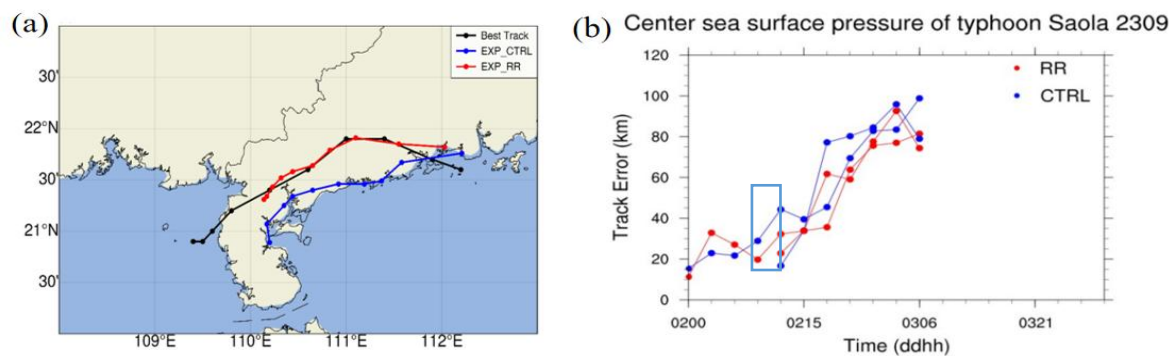 (a)
Best Track
EXP_CTRL
EXP_RR
30'
22°N
30'
21°N
30'
109°E
110°E
111°E
112°E
(b)
Center sea surface pressure of typhoon Saola 2309
RR
CTRL
Track Error (km)
120
100
80
60
40
20
0
0200
0215
0306
0321
Time (ddhh)